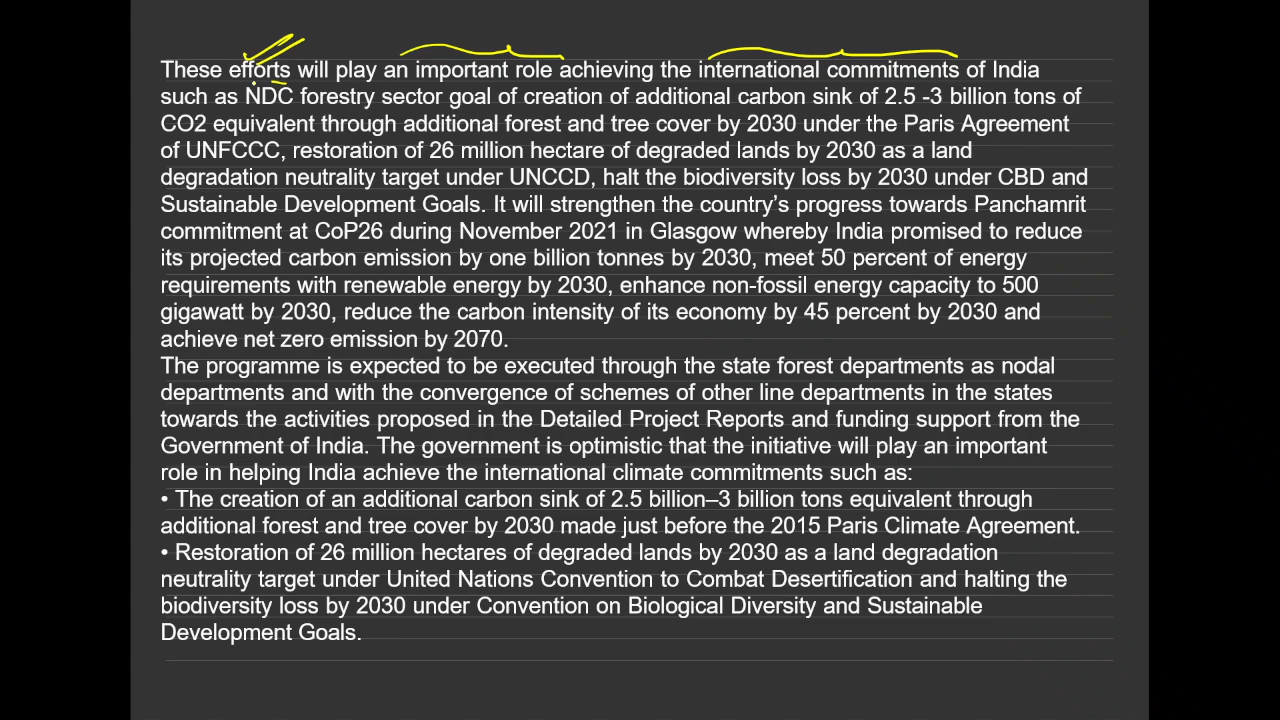 These efforts will play an important role achieving the international commitments of India
such as NDC forestry sector goal of creation of additional carbon sink of 2.5 -3 billion tons of
CO2 equivalent through additional forest and tree cover by 2030 under the Paris Agreement
of UNFCCC, restoration of 26 million hectare of degraded lands by 2030 as a land
degradation neutrality target under UNCCD, halt the biodiversity loss by 2030 under CBD and
Sustainable Development Goals. It will strengthen the country’s progress towards Panchamrit
commitment at CoP26 during November 2021 in Glasgow whereby India promised to reduce
its projected carbon emission by one billion tonnes by 2030, meet 50 percent of energy
requirements with renewable energy by 2030, enhance non-fossil energy capacity to 500
gigawatt by 2030, reduce the carbon intensity of its economy by 45 percent by 2030 and
achieve net zero emission by 2070.
The programme is expected to be executed through the state forest departments as nodal
departments and with the convergence of schemes of other line departments in the states
towards the activities proposed in the Detailed Project Reports and funding support from the
Government of India. The government is optimistic that the initiative will play an important
role in helping India achieve the international climate commitments such as:
• The creation of an additional carbon sink of 2.5 billion–3 billion tons equivalent through
additional forest and tree cover by 2030 made just before the 2015 Paris Climate Agreement.
• Restoration of 26 million hectares of degraded lands by 2030 as a land degradation
neutrality target under United Nations Convention to Combat Desertification and halting the
biodiversity loss by 2030 under Convention on Biological Diversity and Sustainable
Development Goals.